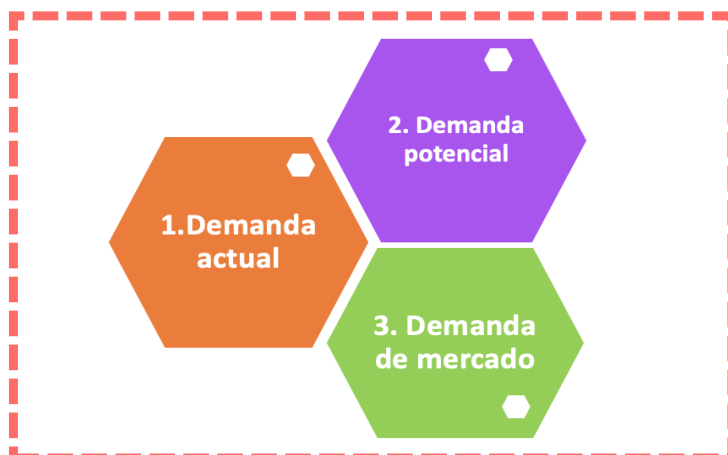 1.Demanda
actual
2. Demanda
potencial
3. Demanda
de mercado